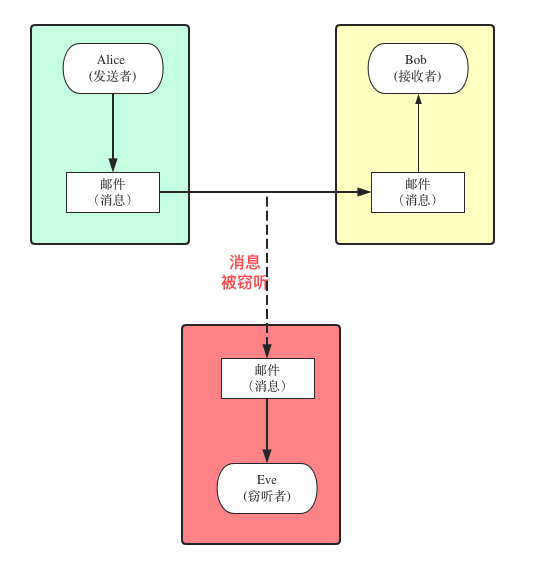 Alice
(发送者)
Bob
(接收者)
邮件
（消息）
邮件
（消息）
消息
被窃听
邮件
（消息）
Eve
(窃听者)